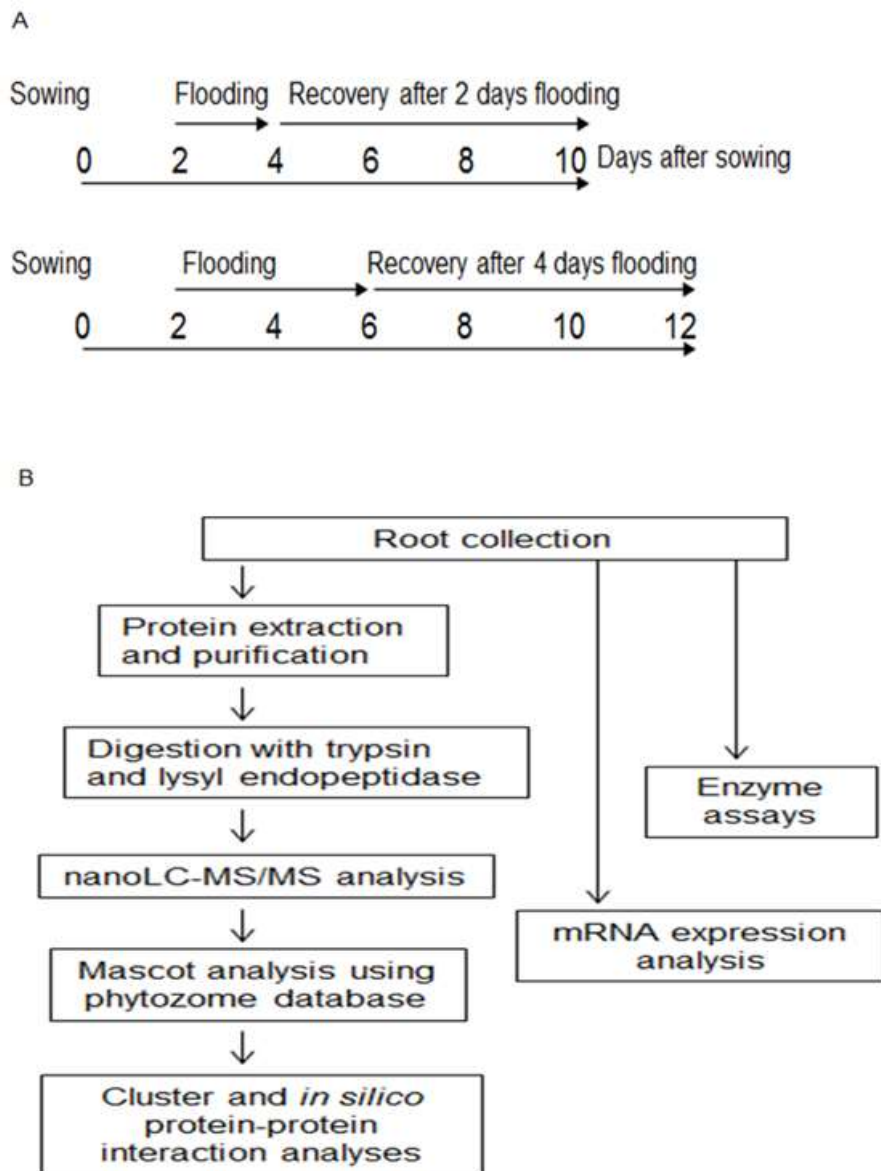 A
Sowing Flooding Recovery after 2 days flooding
0 2 4 6 8 10 Days after sowing
Sowing Flooding Recovery after 4 days flooding
0 2 4 6 8 10 12
B
Root collection
Protein extraction
and purification
Digestion with trypsin
and lysyl endopeptidase
nanoLC-MS/MS analysis
Mascot analysis using
phytozome database
Cluster and in silico
protein-protein
interaction analyses
Enzyme
assays
mRNA expression
analysis